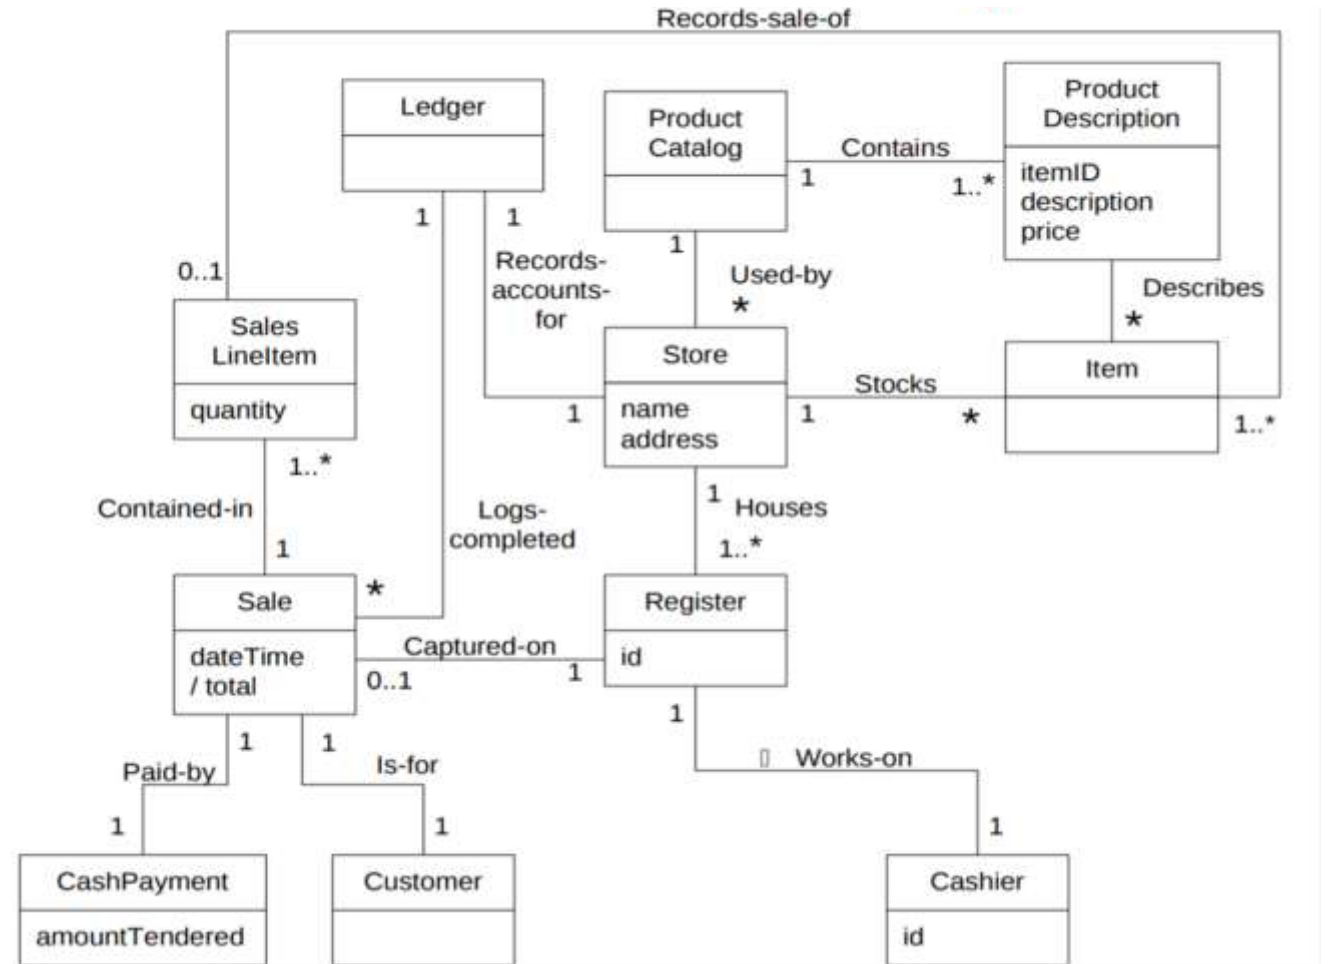 Records-sale-of
Ledger
Product
Catalog
Product
Description
itemID
description
price
Contains
1
1..*
1
1
1
Records-
accounts-
for
Used-by
*
Describes
*
0..1
Sales
LineItem
quantity
Store
name
address
Stocks
1
1
*
Item
1..*
1..*
Contained-in
1
Logs-
completed
*
1
Houses
1..*
Sale
dateTime
/ total
Captured-on
0..1
1
Register
id
1
1
1
Paid-by
Is-for
Works-on
1
1
1
CashPayment
amountTendered
Customer
Cashier
id